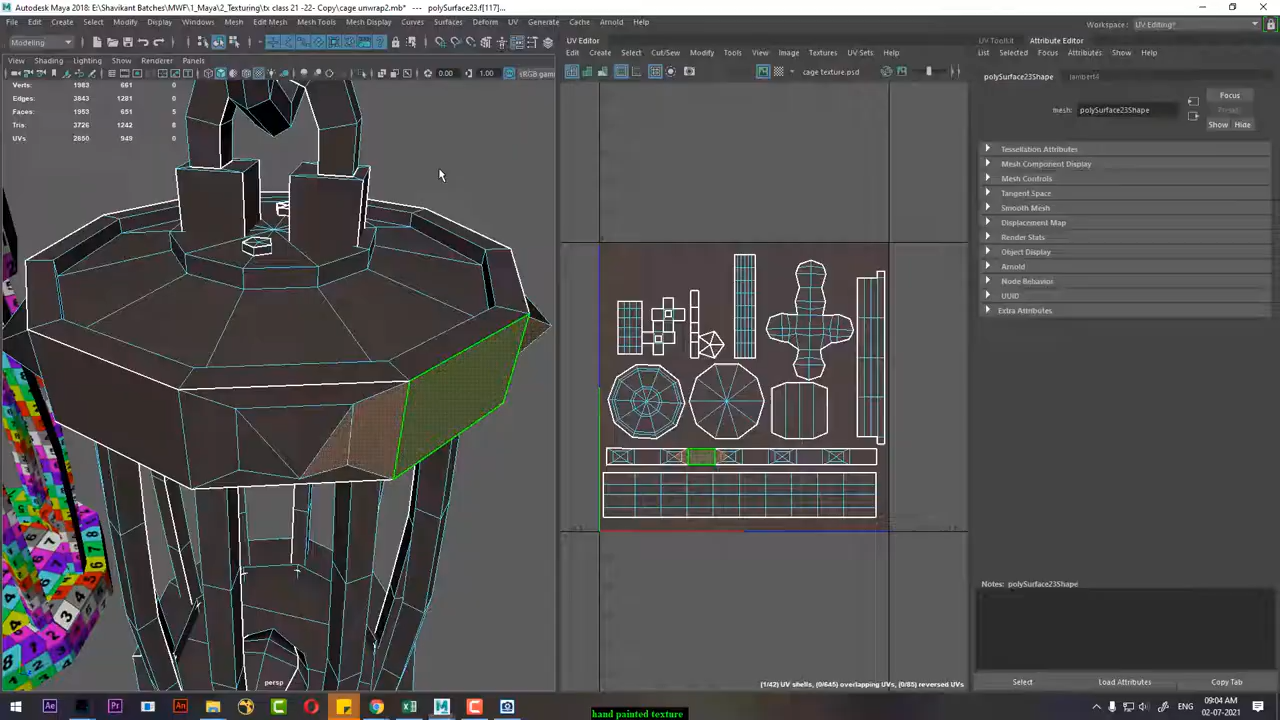 Autodesk Maya 2020: E:\Shavikant Batches\MWF\1_Maya\2_Texturing\tx class 21 -22- Copy\cage unwrap2.mb* --- polySurface23.f[117]...
File Edit Create Select Modify Display Windows Mesh Edit Mesh Mesh Tools Mesh Display Curves Surfaces Deform UV Generate Cache Arnold Help
Workspace: UV Editing*
Modeling
UV Editor
UV Toolkit Attribute Editor
View Shading Lighting Show Renderer Panels
Edit Create Select Cut/Sew Modify Tools View Image Textures UV Sets Help
List Selected Focus Attributes Show Help
0.00 1.00 sRGB gam
cage texture.psd
polySurface23Shape lambert4
Verts: 1983 661 0
Edges: 3843 1281 0
Faces: 1953 651 5
Tris: 3726 1242 8
UVs: 2850 949 0
Focus
mesh: polySurface23Shape
Presets
Show Hide
Tessellation Attributes
Mesh Component Display
Mesh Controls
Tangent Space
Smooth Mesh
Displacement Map
Render Stats
Object Display
Arnold
Node Behavior
UUID
Extra Attributes
Notes: polySurface23Shape
persp
(1/42) UV shells, (0/645) overlapping UVs, (0/85) reversed UVs
Select Load Attributes Copy Tab
ENG 09:04 AM
02-07-2021
hand painted texture